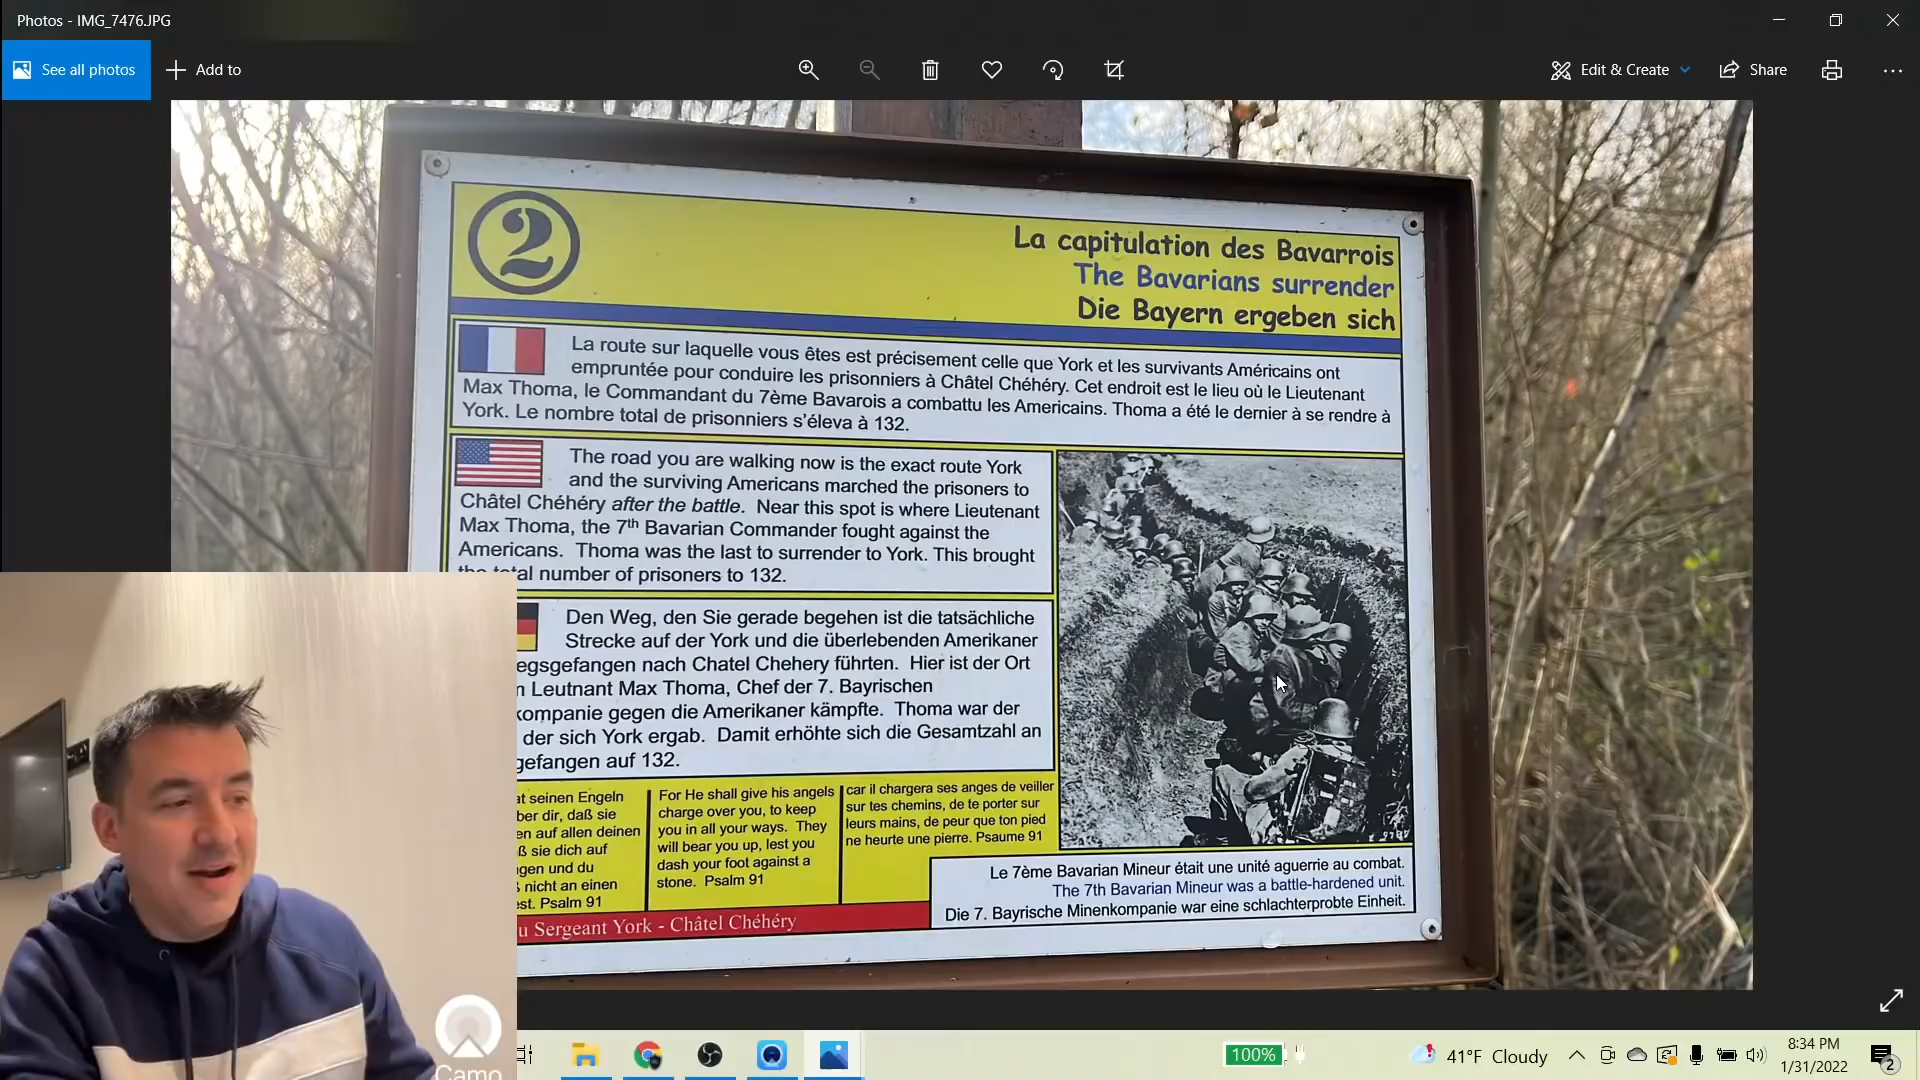 Photos - IMG_7476.JPG
See all photos
Add to
Edit & Create
Share
2
La capitulation des Bavarrois
The Bavarians surrender
Die Bayern ergeben sich
La route sur laquelle vous êtes est précisement celle que York et les survivants Américains ont
empruntée pour conduire les prisonniers à Châtel Chéhéry. Cet endroit est le lieu où le Lieutenant
Max Thoma, le Commandant du 7ème Bavarois a combattu les Americains. Thoma a été le dernier à se rendre à
York. Le nombre total de prisonniers s'éleva à 132.
The road you are walking now is the exact route York
and the surviving Americans marched the prisoners to
Châtel Chéhéry after the battle. Near this spot is where Lieutenant
Max Thoma, the 7th Bavarian Commander fought against the
Americans. Thoma was the last to surrender to York. This brought
the total number of prisoners to 132.
Den Weg, den Sie gerade begehen ist die tatsächliche
Strecke auf der York und die überlebenden Amerikaner
egsgefangen nach Chatel Chehery führten. Hier ist der Ort
n Leutnant Max Thoma, Chef der 7. Bayrischen
kompanie gegen die Amerikaner kämpfte. Thoma war der
der sich York ergab. Damit erhöhte sich die Gesamtzahl an
gefangen auf 132.
at seinen Engeln
ber dir, daß sie
en auf allen deinen
ß sie dich auf
gen und du
nicht an einen
est. Psalm 91
For He shall give his angels
charge over you, to keep
you in all your ways. They
will bear you up, lest you
dash your foot against a
stone. Psalm 91
car il chargera ses anges de veiller
sur tes chemins, de te porter sur
leurs mains, de peur que ton pied
ne heurte une pierre. Psaume 91
Le 7ème Bavarian Mineur était une unité aguerrie au combat.
The 7th Bavarian Mineur was a battle-hardened unit.
Die 7. Bayrische Minenkompanie war eine schlachterprobte Einheit.
u Sergeant York - Châtel Chéhéry
Camo
100%
41°F Cloudy
8:34 PM
1/31/2022
2